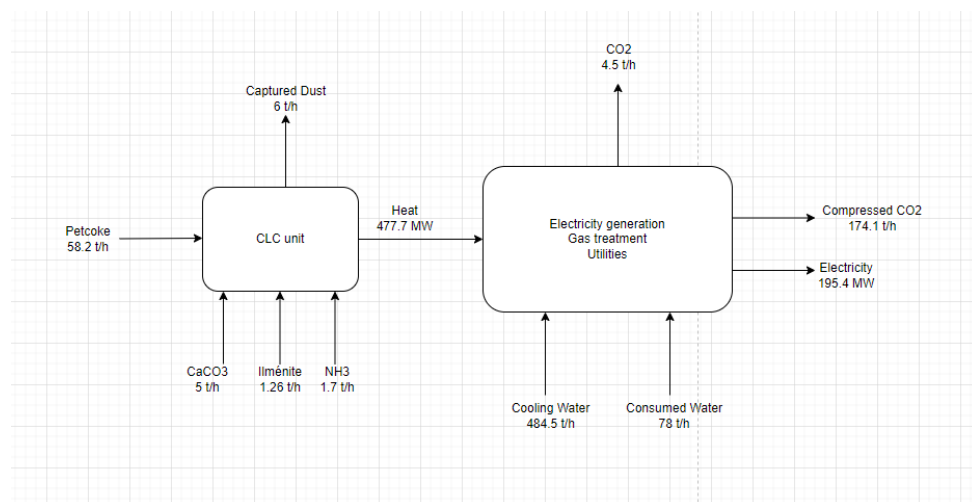 CO2
4.5 t/h
Captured Dust
6 t/h
Petcoke
58.2 t/h
CLC unit
Heat
477.7 MW
Electricity generation
Gas treatment
Utilities
Compressed CO2
174.1 t/h
Electricity
195.4 MW
CaCO3
5 t/h
Ilménite
1.26 t/h
NH3
1.7 t/h
Cooling Water
484.5 t/h
Consumed Water
78 t/h